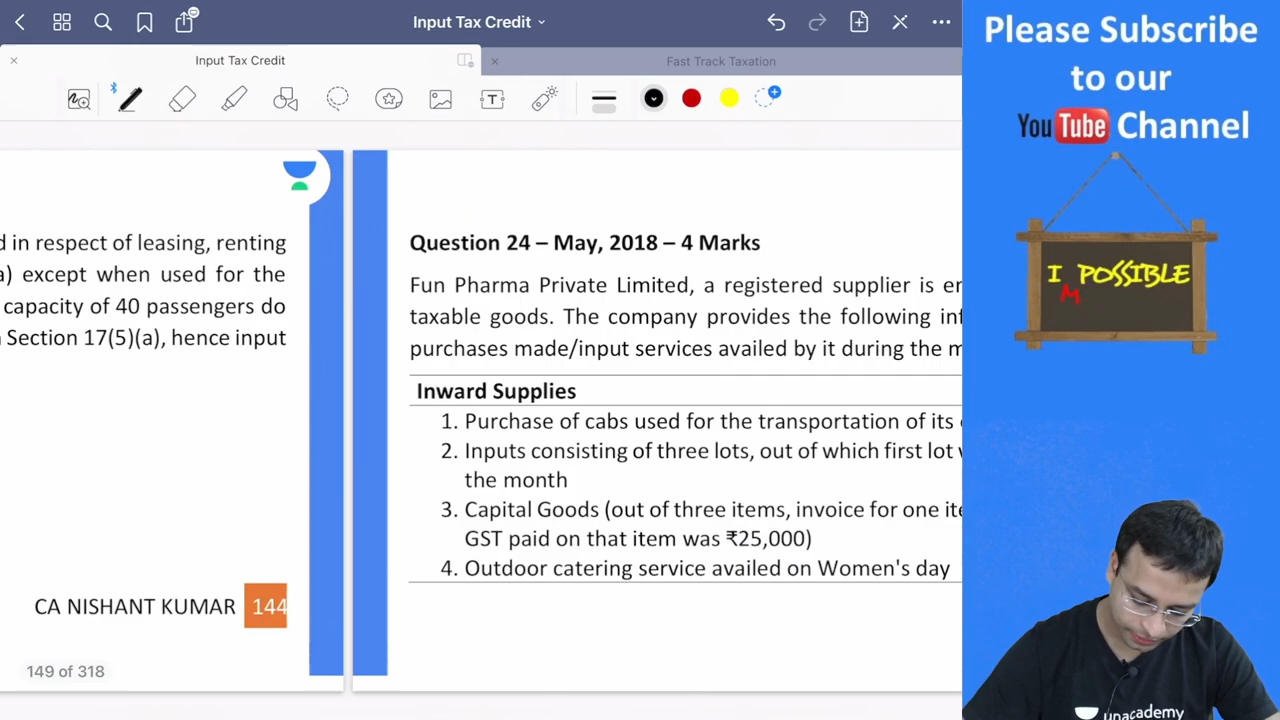 Input Tax Credit
Input Tax Credit
Fast Track Taxation
T
d in respect of leasing, renting
a) except when used for the
capacity of 40 passengers do
Section 17(5)(a), hence input
CA NISHANT KUMAR 144
149 of 318
Question 24 – May, 2018 – 4 Marks
Fun Pharma Private Limited, a registered supplier is en
taxable goods. The company provides the following inf
purchases made/input services availed by it during the m
Inward Supplies
1. Purchase of cabs used for the transportation of its
2. Inputs consisting of three lots, out of which first lot
the month
3. Capital Goods (out of three items, invoice for one ite
GST paid on that item was ₹25,000)
4. Outdoor catering service availed on Women's day
Please Subscribe
to our
YouTube Channel
I M POSSIBLE
unacademy